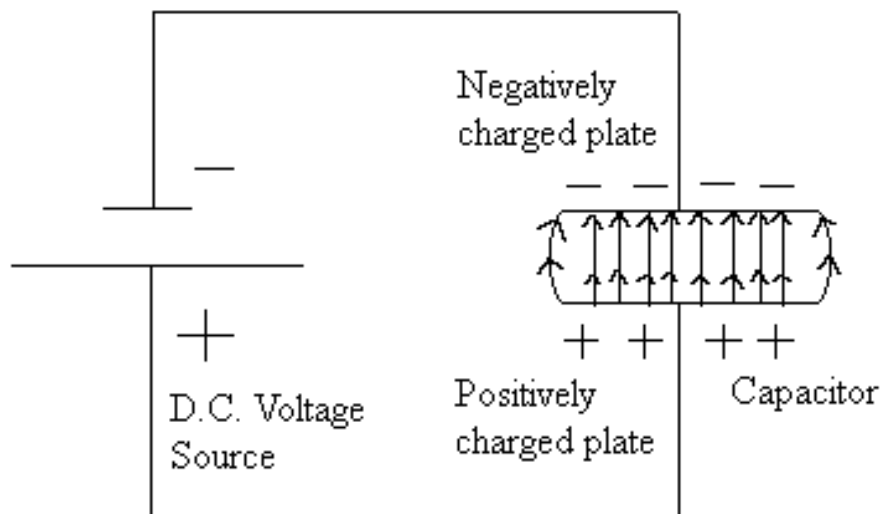 Negatively
charged plate
D.C. Voltage
Source
Positively
charged plate
Capacitor